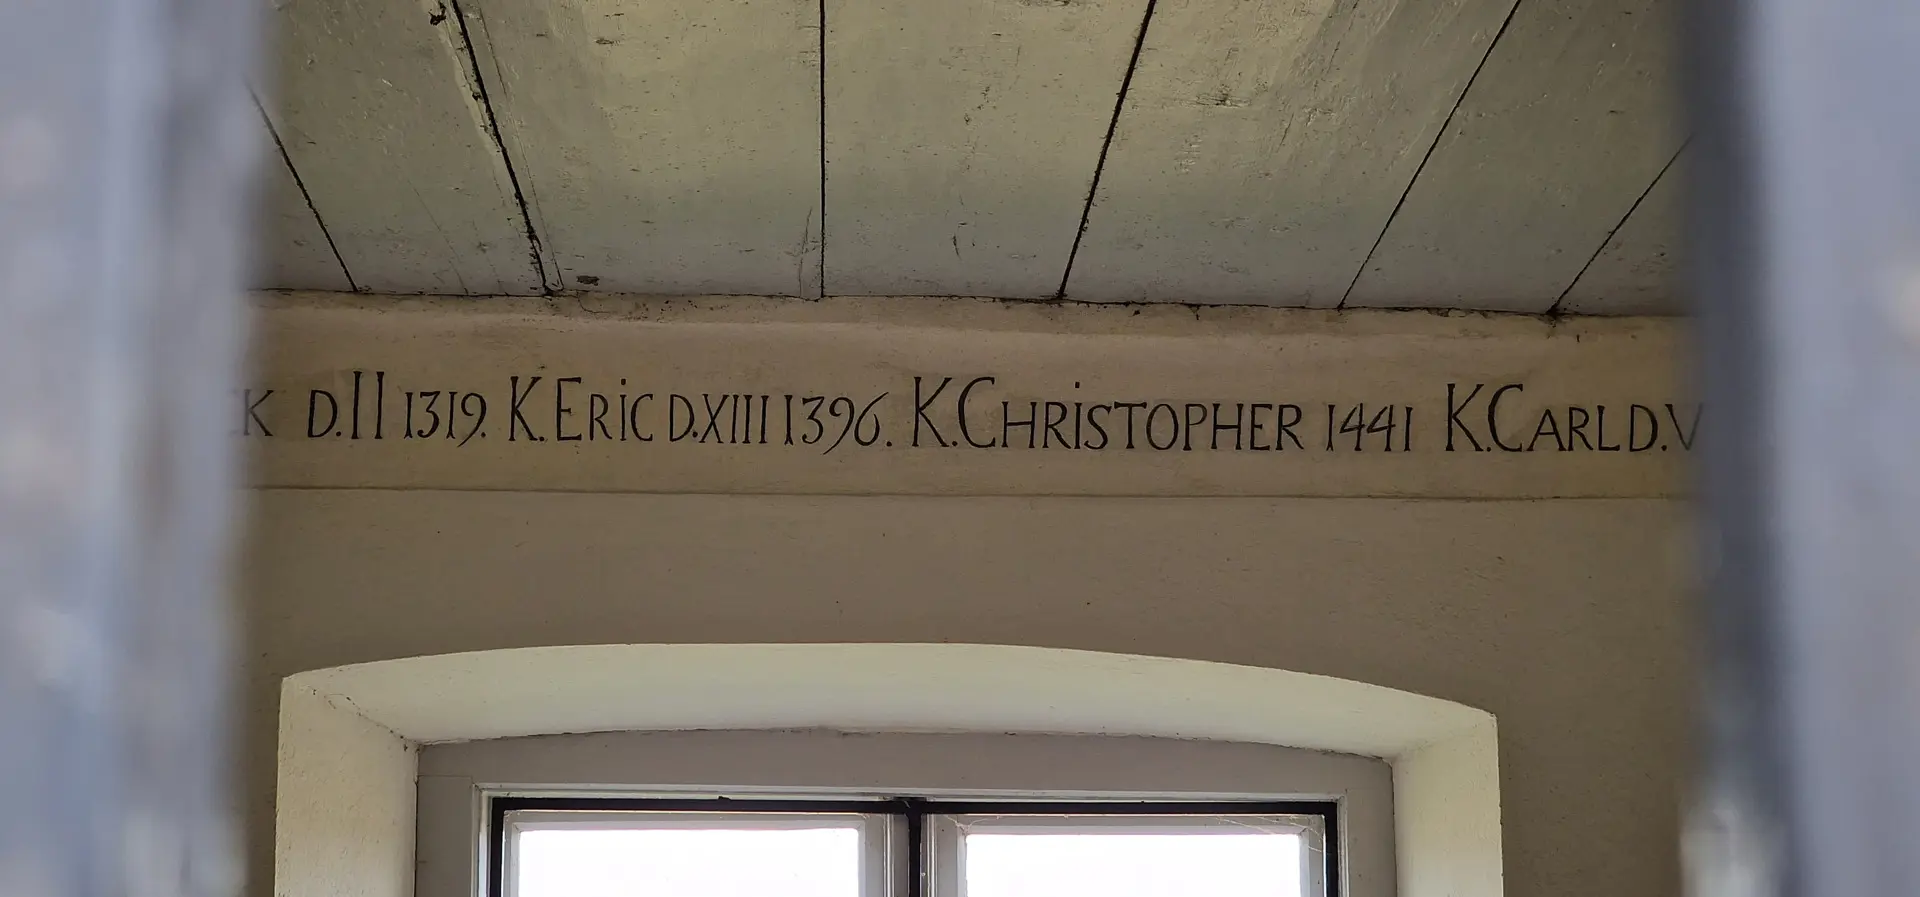 K D.II 1319. K. ERIC D.XIII 1396. K.CHRISTOPHER 1441 K.CARL D.V